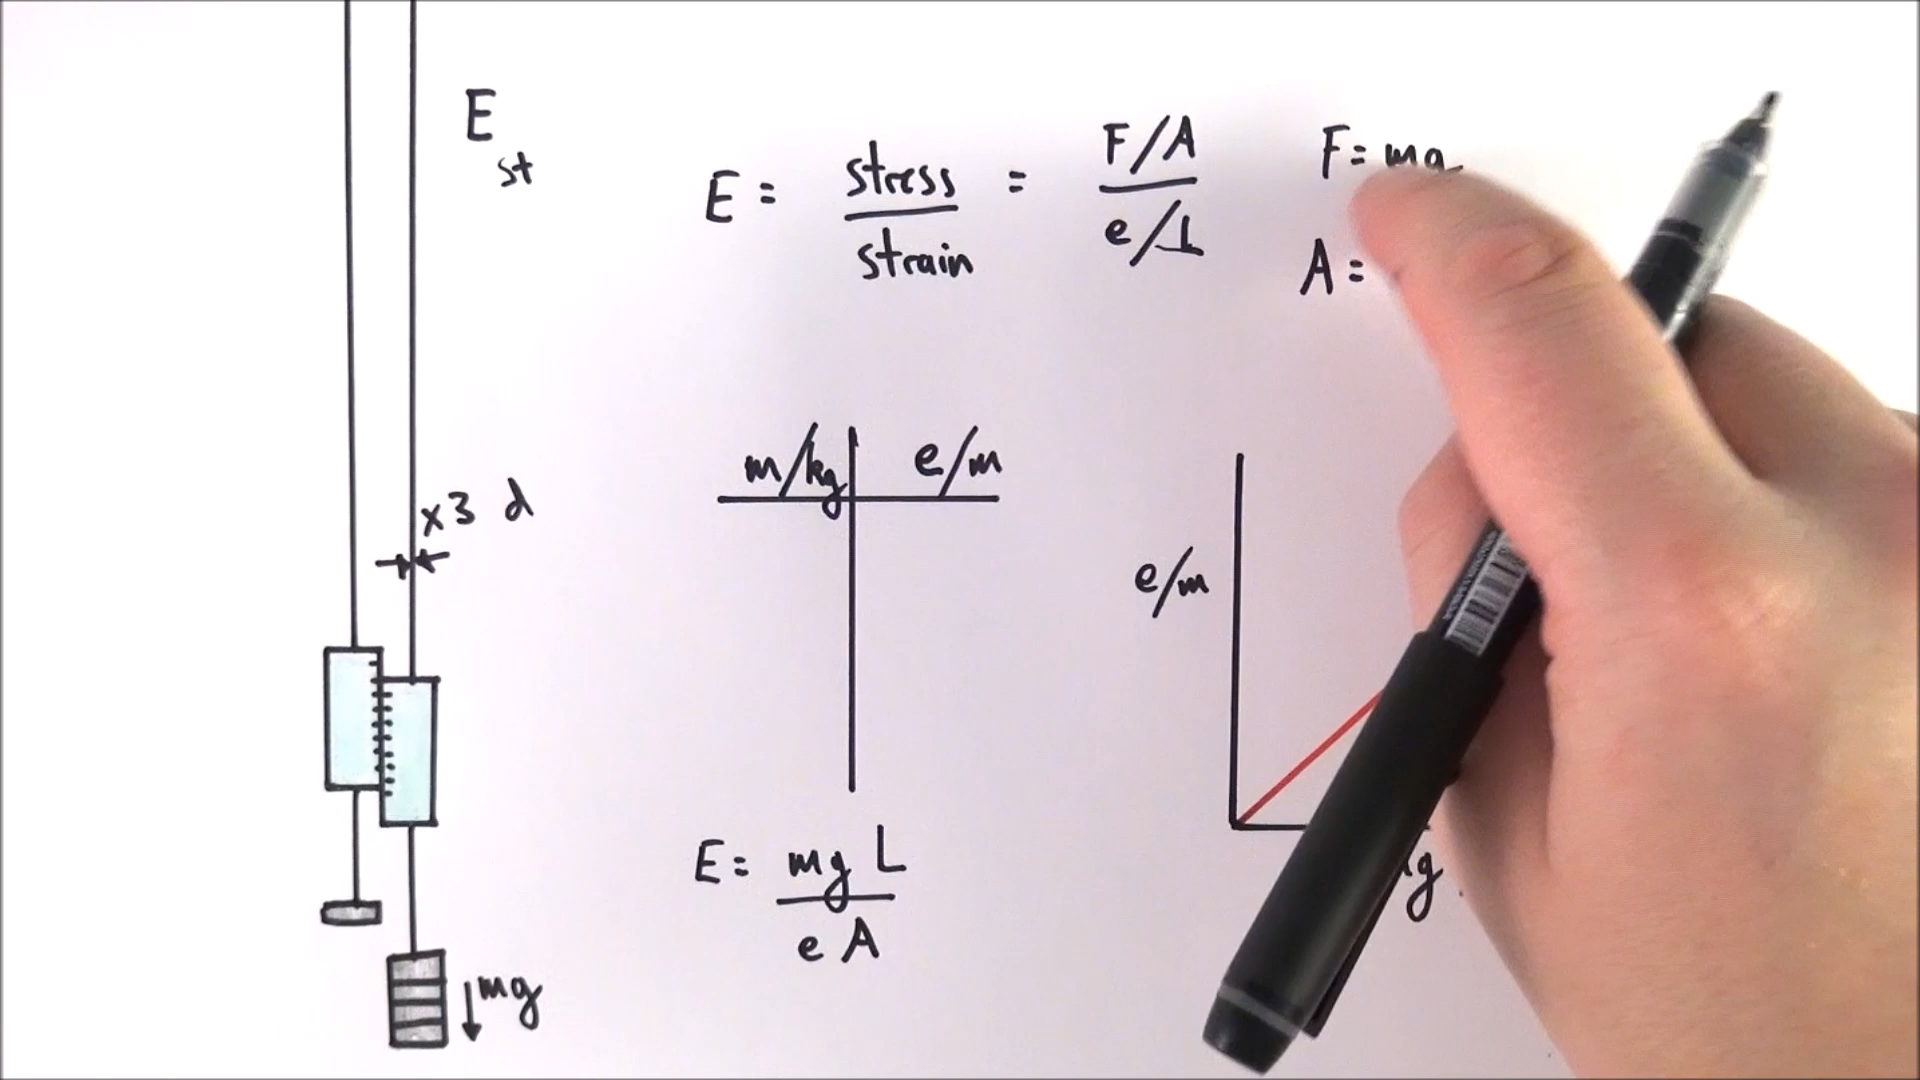 E
st
E = stress / strain = F/A / e/L
F = mg
A =
x3 d
m/kg e/m
e/m
E = mg L / e A
mg